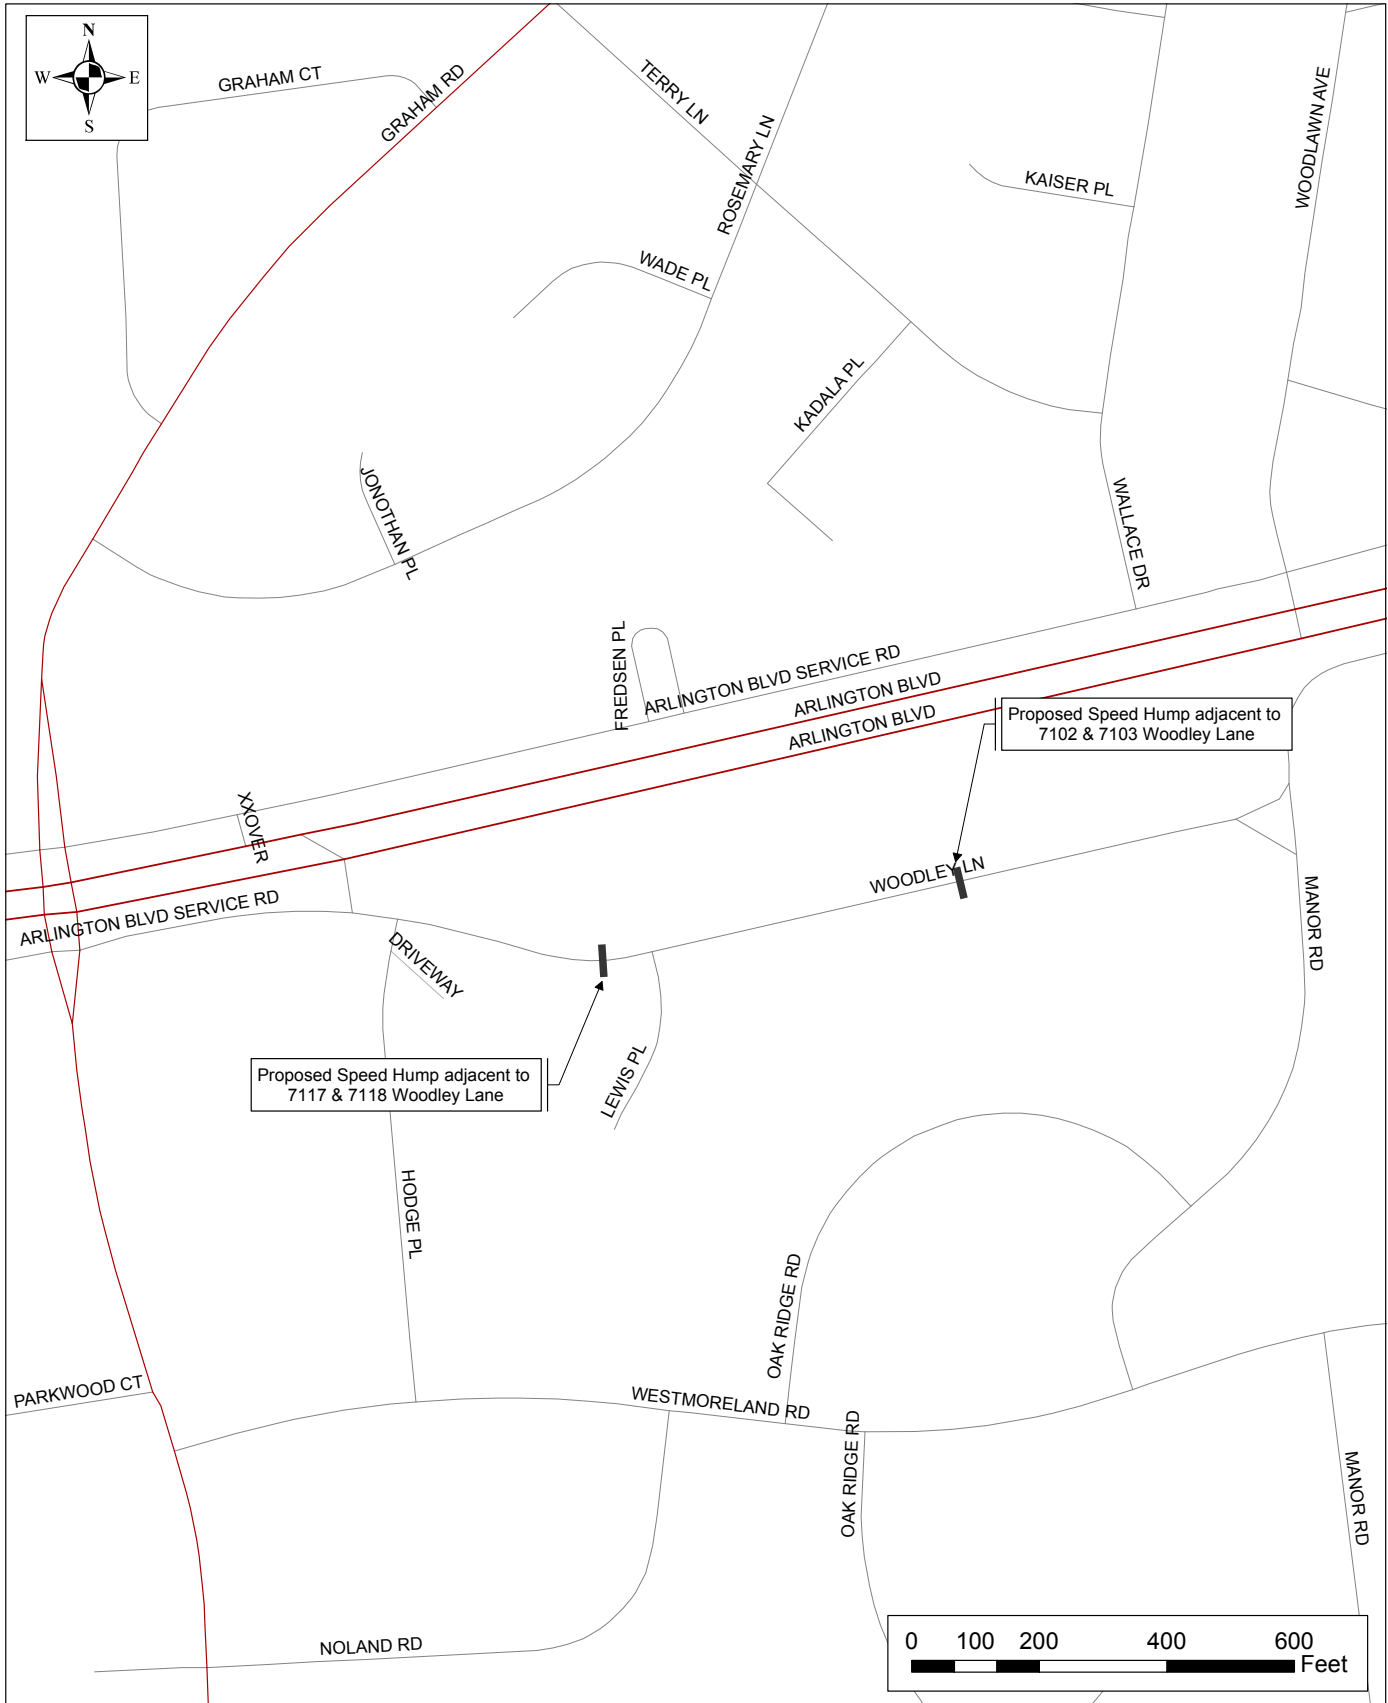 N
W E
S
GRAHAM CT
GRAHAM RD
TERRY LN
ROSEMARY LN
WOODLAWN AVE
KAISER PL
WADE PL
KADALA PL
JONOTHAN PL
WALLACE DR
FREDSEN PL
ARLINGTON BLVD SERVICE RD
ARLINGTON BLVD
ARLINGTON BLVD
Proposed Speed Hump adjacent to
7102 & 7103 Woodley Lane
XXOVER
WOODLEY LN
ARLINGTON BLVD SERVICE RD
MANOR RD
DRIVEWAY
Proposed Speed Hump adjacent to
7117 & 7118 Woodley Lane
LEWIS PL
HODGE PL
OAK RIDGE RD
PARKWOOD CT
WESTMORELAND RD
OAK RIDGE RD
MANOR RD
NOLAND RD
0 100 200 400 600
Feet